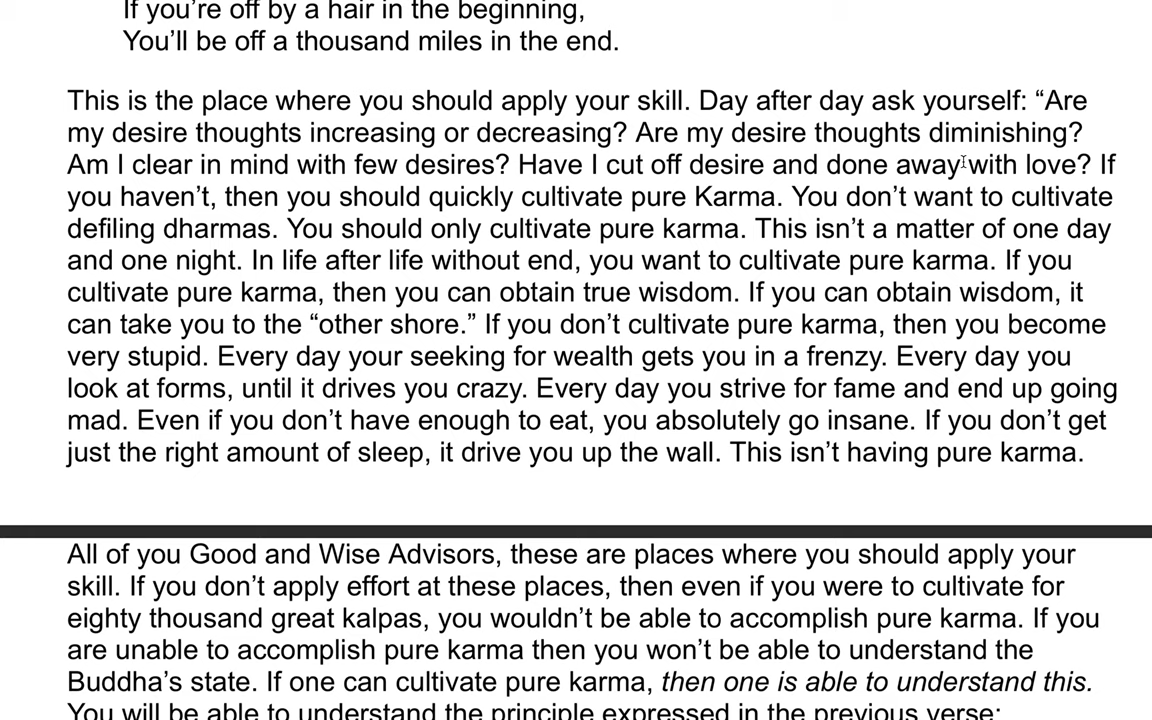 If you’re off by a hair in the beginning,
You’ll be off a thousand miles in the end.
This is the place where you should apply your skill. Day after day ask yourself: “Are
my desire thoughts increasing or decreasing? Are my desire thoughts diminishing?
Am I clear in mind with few desires? Have I cut off desire and done away with love? If
you haven’t, then you should quickly cultivate pure Karma. You don’t want to cultivate
defiling dharmas. You should only cultivate pure karma. This isn’t a matter of one day
and one night. In life after life without end, you want to cultivate pure karma. If you
cultivate pure karma, then you can obtain true wisdom. If you can obtain wisdom, it
can take you to the “other shore.” If you don’t cultivate pure karma, then you become
very stupid. Every day your seeking for wealth gets you in a frenzy. Every day you
look at forms, until it drives you crazy. Every day you strive for fame and end up going
mad. Even if you don’t have enough to eat, you absolutely go insane. If you don’t get
just the right amount of sleep, it drive you up the wall. This isn’t having pure karma.
All of you Good and Wise Advisors, these are places where you should apply your
skill. If you don’t apply effort at these places, then even if you were to cultivate for
eighty thousand great kalpas, you wouldn’t be able to accomplish pure karma. If you
are unable to accomplish pure karma then you won’t be able to understand the
Buddha’s state. If one can cultivate pure karma, then one is able to understand this.
You will be able to understand the principle expressed in the previous verse: